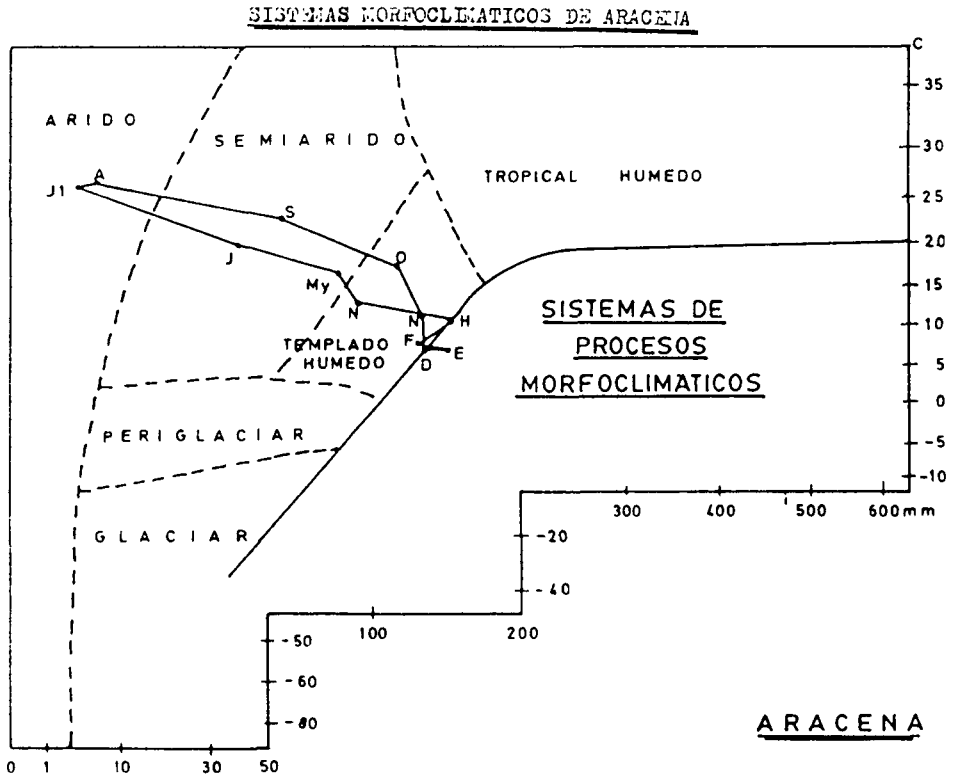 SISTEMAS MORFOCLIMATICOS DE ARACENA
C
35
ARIDO
SEMIARIDO
30
TROPICAL HUMEDO
A
J1
25
S
20
J
O
My
15
N
N
H
SISTEMAS DE
10
F
E
PROCESOS
TEMPLADO
HUMEDO
D
5
MORFOCLIMATICOS
0
PERIGLACIAR
-5
-10
300
400
500
600mm
GLACIAR
-20
-40
100
200
-50
-60
-80
ARACENA
0
1
10
30
50